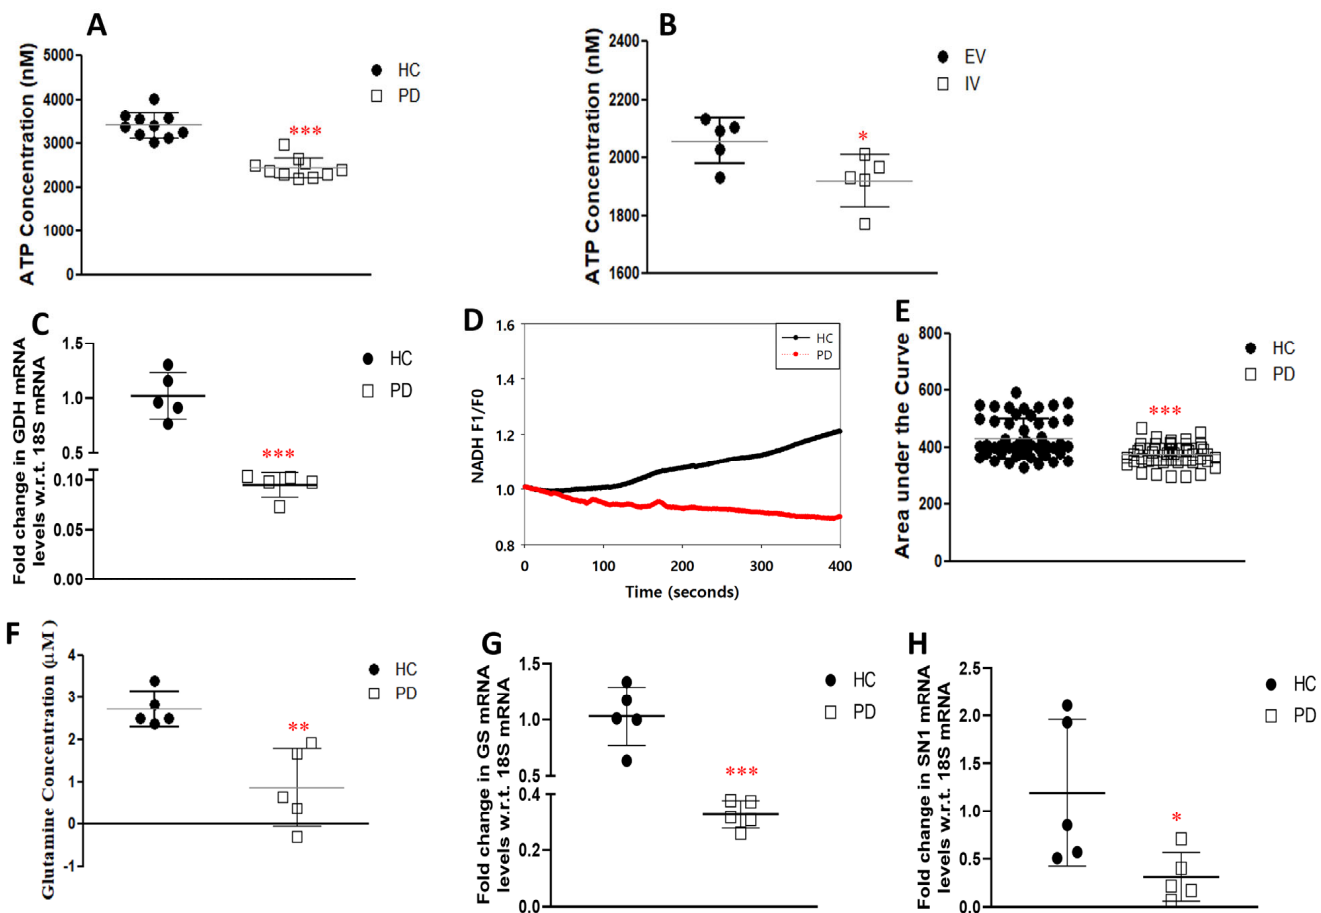 A
ATP Concentration (nM)
5000
4000
3000
2000
1000
0
***
HC
PD
B
ATP Concentration (nM)
2400
2200
2000
1800
1600
*
EV
IV
C
Fold change in GDH mRNA
levels w.r.t. 18S mRNA
1.5
1.0
0.5
0.10
0.05
0.00
***
HC
PD
D
NADH F1/F0
1.6
1.4
1.2
1.0
0.8
0
100
200
300
400
Time (seconds)
HC
PD
E
Area under the Curve
800
600
400
200
0
***
HC
PD
F
Glutamine Concentration (μM )
4
3
2
1
0
-1
**
HC
PD
G
Fold change in GS mRNA
levels w.r.t. 18S mRNA
1.5
1.0
0.5
0.4
0.2
0.0
***
HC
PD
H
Fold change in SN1 mRNA
levels w.r.t. 18S mRNA
2.5
2.0
1.5
1.0
0.5
0.0
*
HC
PD